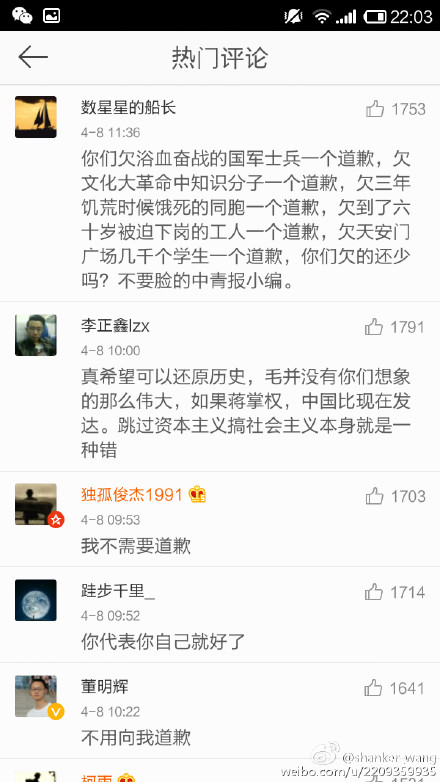 22:03
热门评论
数星星的船长
1753
4-8 11:36
你们欠浴血奋战的国军士兵一个道歉，欠
文化大革命中知识分子一个道歉，欠三年
饥荒时候饿死的同胞一个道歉，欠到了六
十岁被迫下岗的工人一个道歉，欠天安门
广场几千个学生一个道歉，你们欠的还少
吗？不要脸的中青报小编。
李正鑫lzx
1791
4-8 10:00
真希望可以还原历史，毛并没有你们想象
的那么伟大，如果蒋掌权，中国比现在发
达。跳过资本主义搞社会主义本身就是一
种错
独孤俊杰1991
1703
4-8 09:53
我不需要道歉
跬步千里_
1714
4-8 09:52
你代表你自己就好了
董明辉
1641
4-8 10:22
不用向我道歉
@shanker_wang
weibo.com/u/2209359935